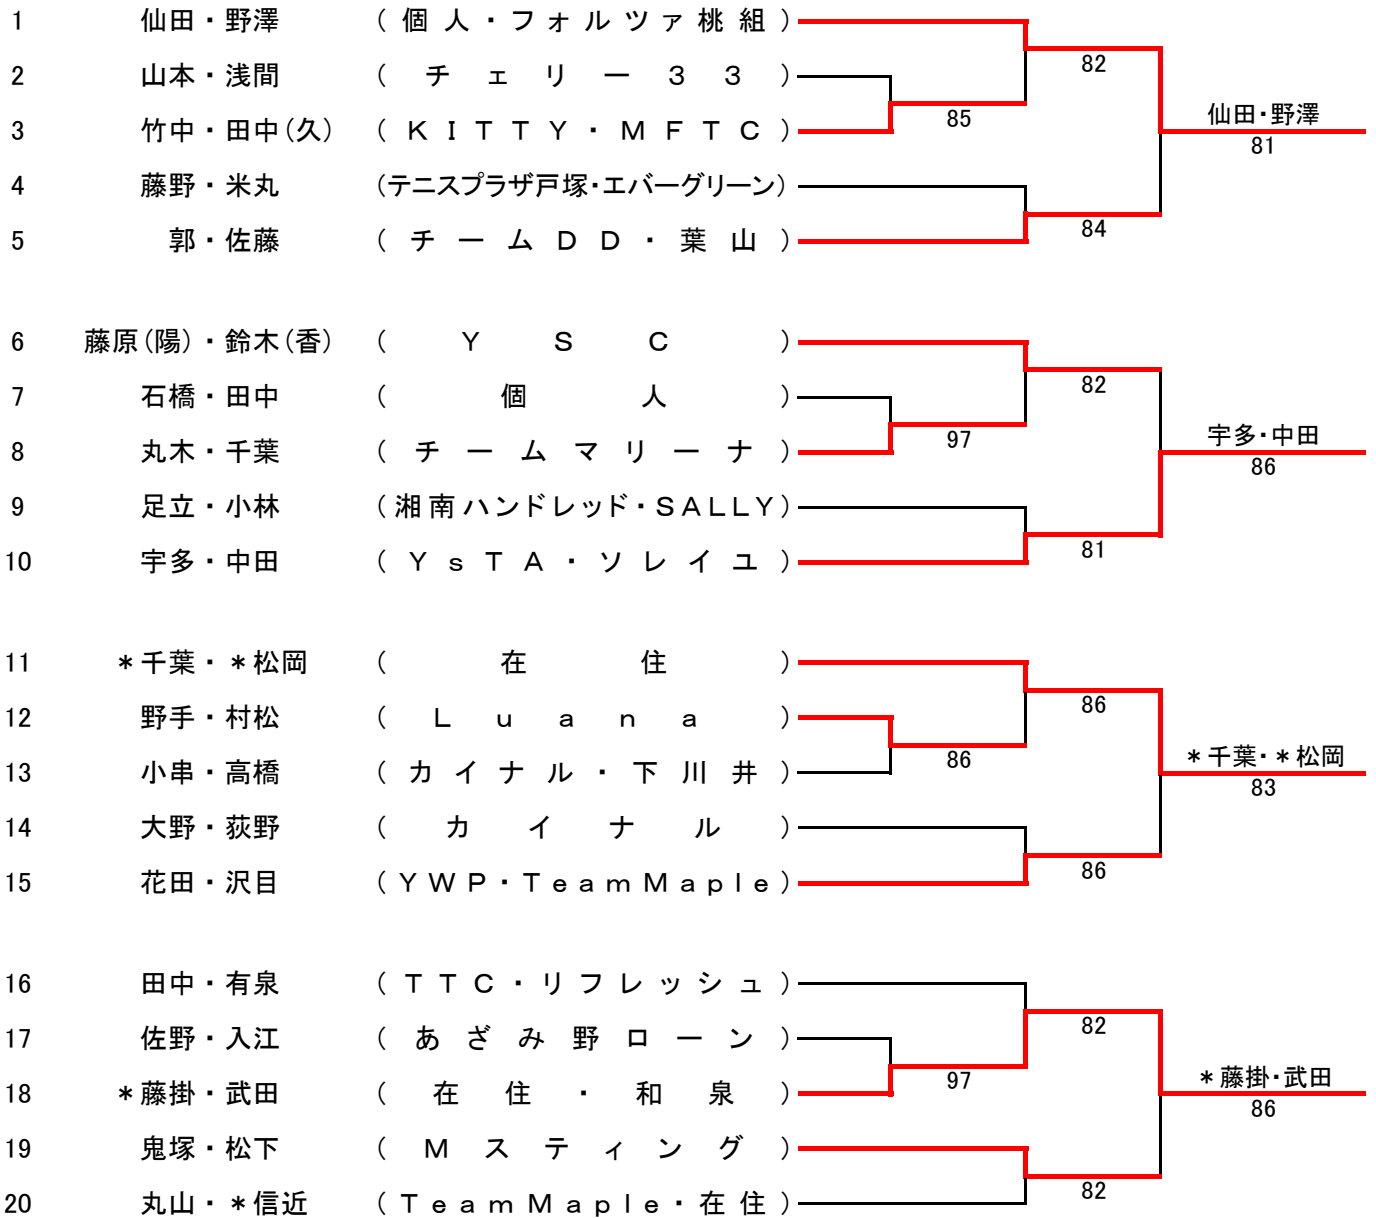 1 仙田・野澤 (個人・フォルツァ桃組)
82
2 山本・浅間 (チェリー33)
85
仙田・野澤
3 竹中・田中(久) (KITTY・MFTC)
81
4 藤野・米丸 (テニスプラザ戸塚・エバーグリーン)
84
5 郭・佐藤 (チームDD・葉山)
6 藤原(陽)・鈴木(香) (YSC)
82
7 石橋・田中 (個人)
97
宇多・中田
8 丸木・千葉 (チームマリーナ)
86
9 足立・小林 (湘南ハンドレッド・SALLY)
81
10 宇多・中田 (YsTA・ソレイユ)
11 *千葉・*松岡 (在住)
86
12 野手・村松 (Luana)
86
*千葉・*松岡
13 小串・高橋 (カイナル・下川井)
83
14 大野・荻野 (カイナル)
86
15 花田・沢目 (YWP・TeamMaple)
16 田中・有泉 (TTC・リフレッシュ)
82
17 佐野・入江 (あざみ野ローン)
97
*藤掛・武田
18 *藤掛・武田 (在住・和泉)
86
19 鬼塚・松下 (Mスティング)
82
20 丸山・*信近 (TeamMaple・在住)